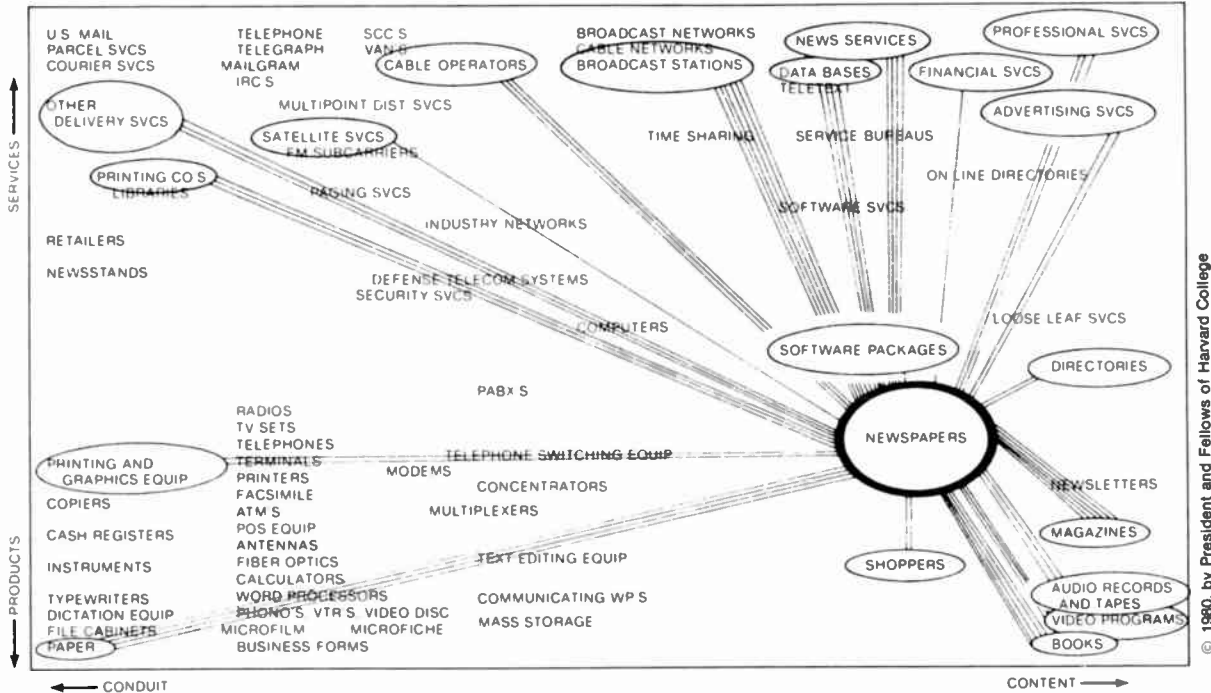 U S MAIL
PARCEL SVCS
COURIER SVCS
TELEPHONE
TELEGRAPH
MAILGRAM
IRC S
SCC S
VAN S
CABLE OPERATORS
BROADCAST NETWORKS
CABLE NETWORKS
BROADCAST STATIONS
NEWS SERVICES
DATA BASES
TELETEXT
PROFESSIONAL SVCS
FINANCIAL SVCS
ADVERTISING SVCS
OTHER
DELIVERY SVCS
MULTIPOINT DIST SVCS
SATELLITE SVCS
FM SUBCARRIERS
TIME SHARING
SERVICE BUREAUS
PRINTING CO S
LIBRARIES
PAGING SVCS
ON LINE DIRECTORIES
SOFTWARE SVCS
INDUSTRY NETWORKS
RETAILERS
NEWSSTANDS
DEFENSE TELECOM SYSTEMS
SECURITY SVCS
COMPUTERS
LOOSE LEAF SVCS
SOFTWARE PACKAGES
DIRECTORIES
PABX S
NEWSPAPERS
RADIOS
TV SETS
TELEPHONES
TERMINALS
PRINTERS
FACSIMILE
ATM S
POS EQUIP
ANTENNAS
FIBER OPTICS
CALCULATORS
WORD PROCESSORS
PHONO'S VTR S VIDEO DISC
MICROFILM MICROFICHE
BUSINESS FORMS
PRINTING AND
GRAPHICS EQUIP
COPIERS
CASH REGISTERS
INSTRUMENTS
TYPEWRITERS
DICTATION EQUIP
FILE CABINETS
PAPER
TELEPHONE SWITCHING EQUIP
MODEMS
CONCENTRATORS
MULTIPLEXERS
TEXT EDITING EQUIP
COMMUNICATING WP S
MASS STORAGE
NEWSLETTERS
MAGAZINES
SHOPPERS
AUDIO RECORDS
AND TAPES
VIDEO PROGRAMS
BOOKS
SERVICES
PRODUCTS
CONDUIT
CONTENT
© 1980, by President and Fellows of Harvard College